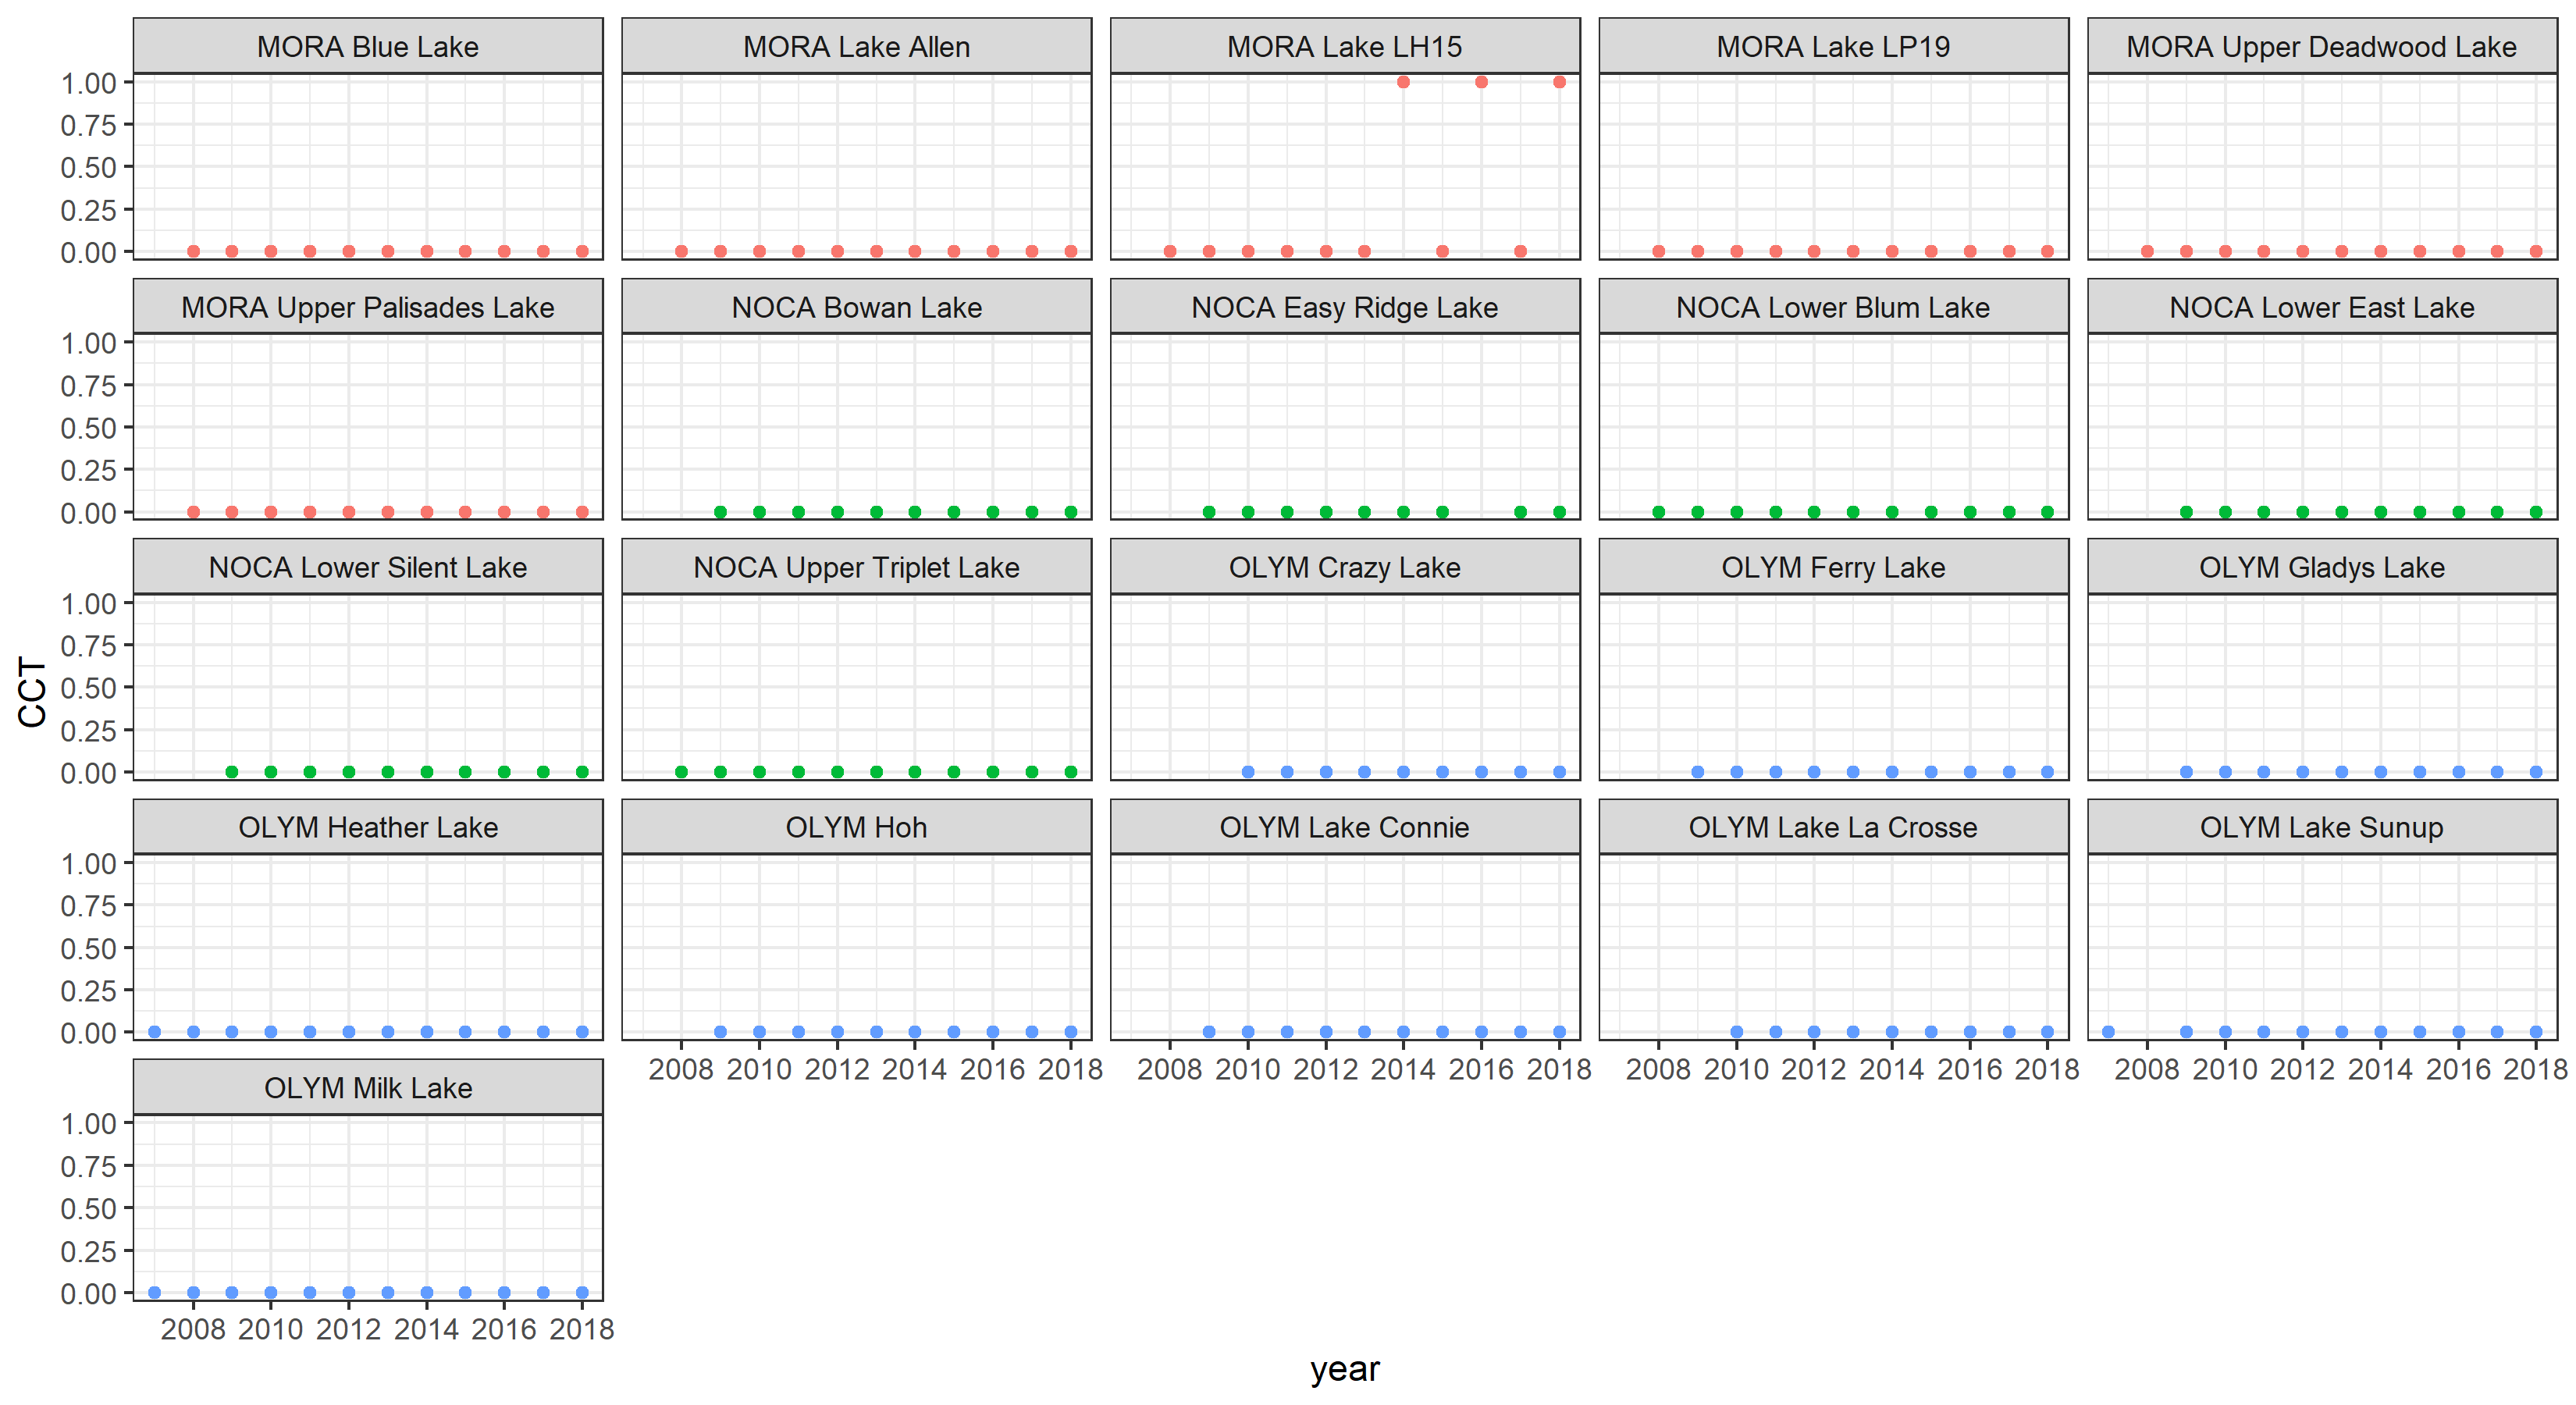 MORA Blue Lake MORA Lake Allen MORA Lake LH15 MORA Lake LP19 MORA Upper Deadwood Lake
1.00
0.75
0.50
0.25
0.00
MORA Upper Palisades Lake NOCA Bowan Lake NOCA Easy Ridge Lake NOCA Lower Blum Lake NOCA Lower East Lake
1.00
0.75
0.50
0.25
0.00
NOCA Lower Silent Lake NOCA Upper Triplet Lake OLYM Crazy Lake OLYM Ferry Lake OLYM Gladys Lake
1.00
0.75
0.50
0.25
0.00
CCT
OLYM Heather Lake OLYM Hoh OLYM Lake Connie OLYM Lake La Crosse OLYM Lake Sunup
1.00
0.75
0.50
0.25
0.00
2008 2010 2012 2014 2016 2018 2008 2010 2012 2014 2016 2018 2008 2010 2012 2014 2016 2018 2008 2010 2012 2014 2016 2018
OLYM Milk Lake
1.00
0.75
0.50
0.25
0.00
2008 2010 2012 2014 2016 2018
year